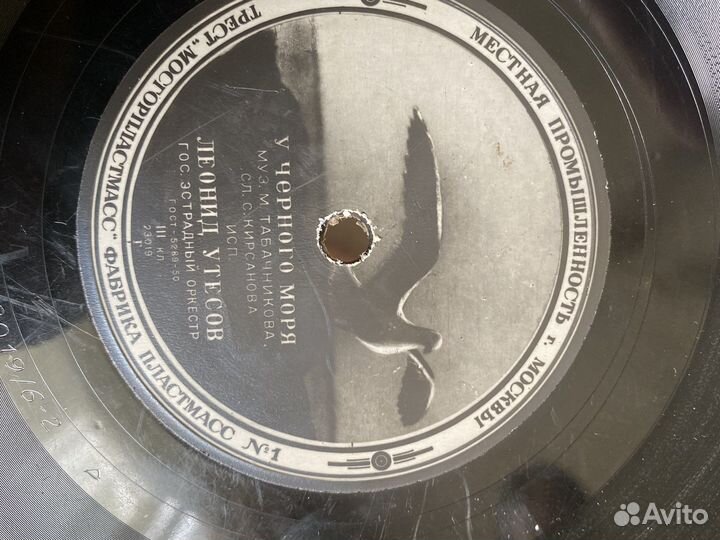 МЕСТНАЯ ПРОМЫШЛЕННОСТЬ г. МОСКВЫ
ТРЕСТ „МОСГОРПЛАСТМАСС“ ФАБРИКА ПЛАСТМАСС №1
У ЧЕРНОГО МОРЯ
МУЗ. М. ТАБАЧНИКОВА,
СЛ. С. КИРСАНОВА
ИСП.
ЛЕОНИД УТЕСОВ
ГОС. ЭСТРАДНЫЙ ОРКЕСТР
ГОСТ-5289-50
III КЛ.
23019
Avito